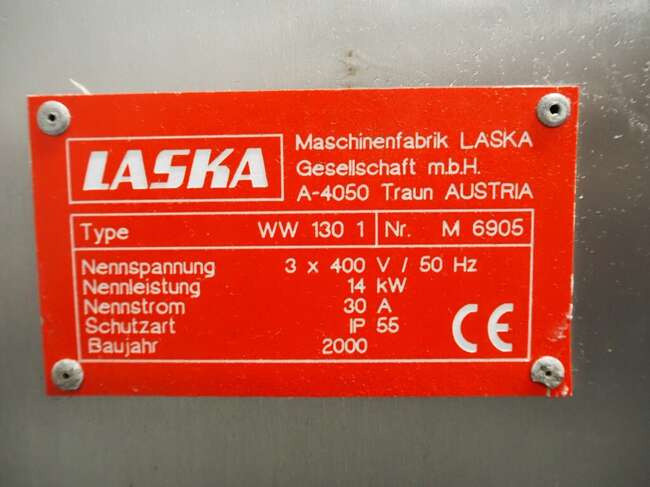 LASKA
Maschinenfabrik LASKA
Gesellschaft m.b.H.
A-4050 Traun AUSTRIA
Type WW 130 1 Nr. M 6905
Nennspannung 3 x 400 V / 50 Hz
Nennleistung 14 kW
Nennstrom 30 A
Schutzart IP 55
Baujahr 2000
CE